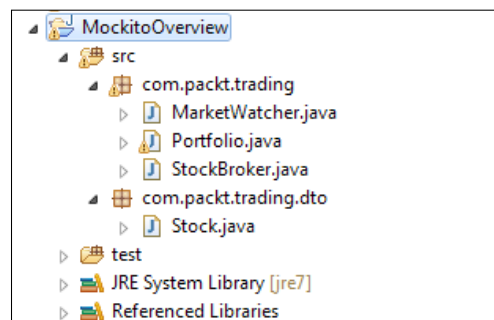 MockitoOverview
src
com.packt.trading
MarketWatcher.java
Portfolio.java
StockBroker.java
com.packt.trading.dto
Stock.java
test
JRE System Library [jre7]
Referenced Libraries